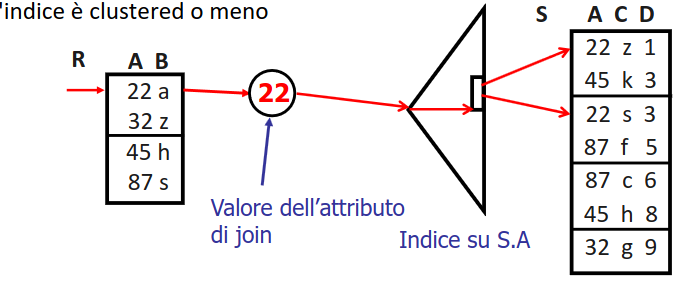 'indice è clustered o meno
R
A B
22 a
32 z
45 h
87 s
22
Valore dell'attributo
di join
Indice su S.A
S
A C D
22 z 1
45 k 3
22 s 3
87 f 5
87 c 6
45 h 8
32 g 9